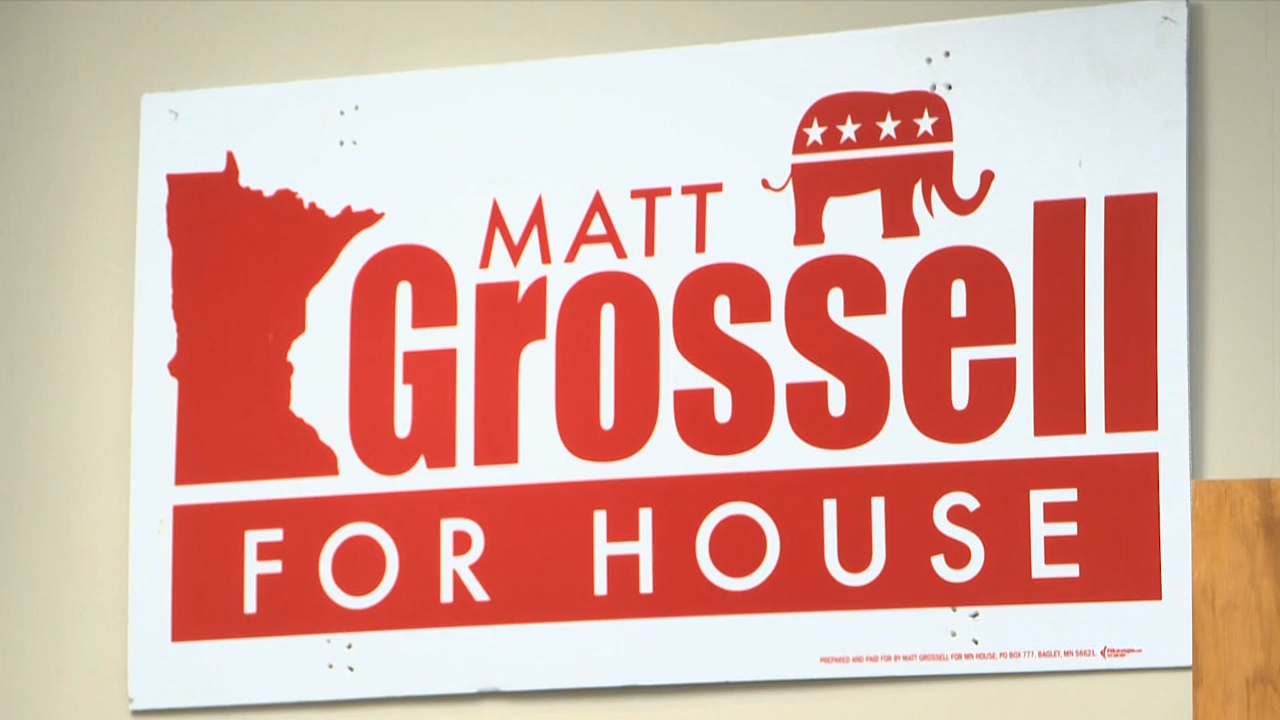 MATT
Grossell
FOR HOUSE
PREPARED AND PAID FOR BY MATT GROSSELL FOR MN HOUSE, PO BOX 777, BAGLEY, MN 56621.